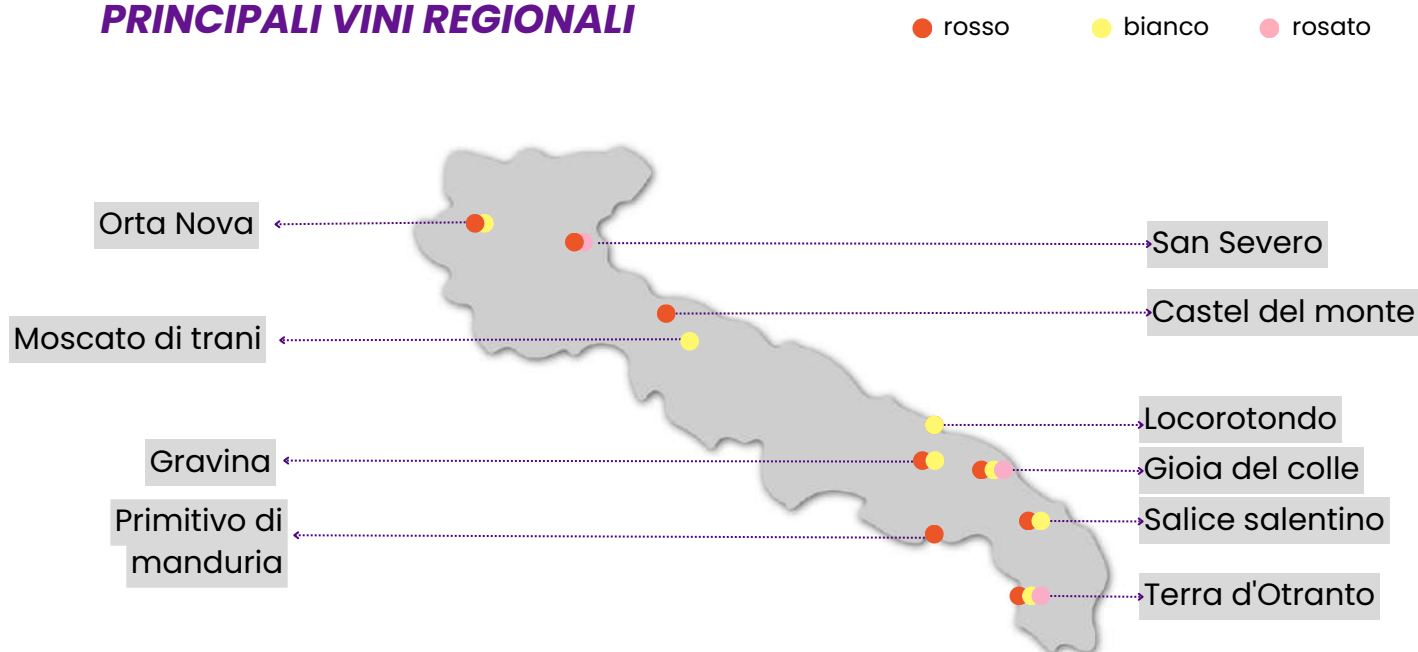 PRINCIPALI VINI REGIONALI
rosso
bianco
rosato
Orta Nova
San Severo
Castel del monte
Moscato di trani
Locorotondo
Gravina
Gioia del colle
Primitivo di
manduria
Salice salentino
Terra d'Otranto